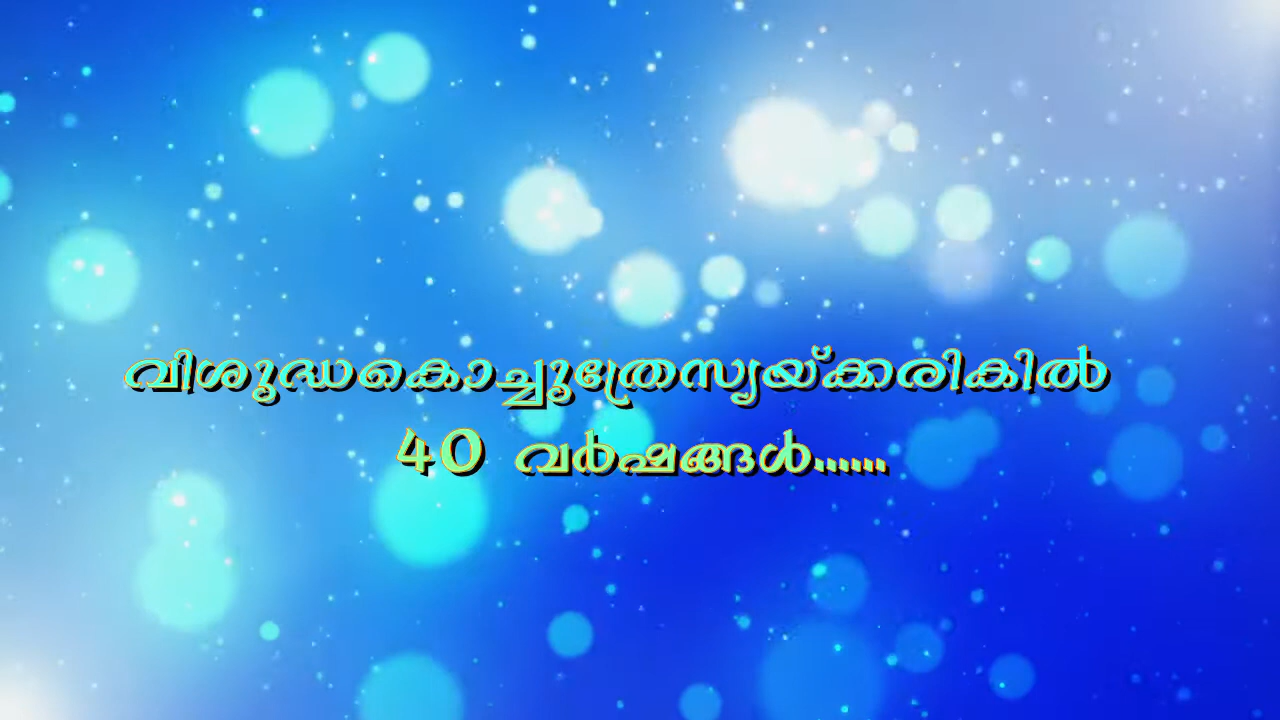 വിശുദ്ധകൊച്ചുത്രേസ്യയ്ക്കരികിൽ
40 വർഷങ്ങൾ......